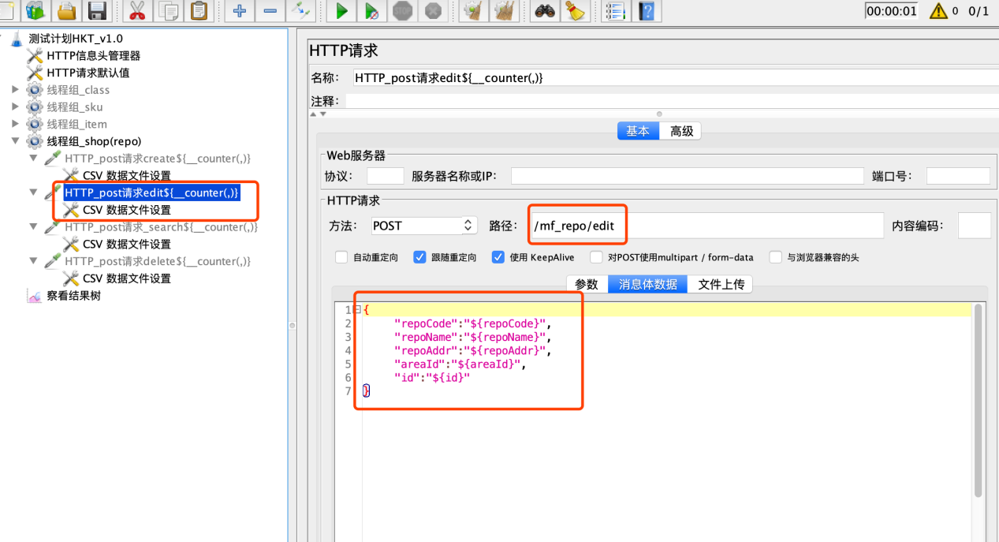 STOP
?
00:00:01
0 0/1
测试计划HKT_v1.0
HTTP信息头管理器
HTTP请求默认值
线程组_class
线程组_sku
线程组_item
线程组_shop(repo)
HTTP_post请求create${__counter(,)}
CSV 数据文件设置
HTTP_post请求edit${__counter(,)}
CSV 数据文件设置
HTTP_post请求_search${__counter(,)}
CSV 数据文件设置
HTTP_post请求delete${__counter(,)}
CSV 数据文件设置
察看结果树
HTTP请求
名称: HTTP_post请求edit${__counter(,)}
注释:
基本 高级
Web服务器
协议: 服务器名称或IP: 端口号:
HTTP请求
方法: POST 路径: /mf_repo/edit 内容编码:
自动重定向 跟随重定向 使用 KeepAlive 对POST使用multipart / form-data 与浏览器兼容的头
参数 消息体数据 文件上传
1 {
2 "repoCode":"${repoCode}",
3 "repoName":"${repoName}",
4 "repoAddr":"${repoAddr}",
5 "areaId":"${areaId}",
6 "id":"${id}"
7 }